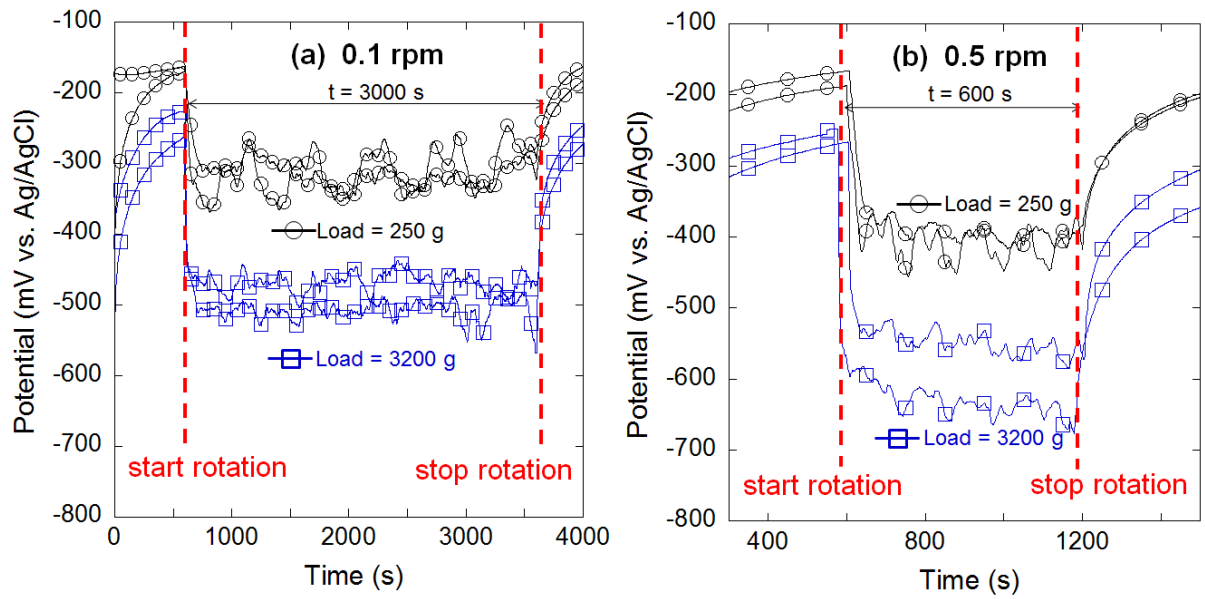 (a) 0.1 rpm
t = 3000 s
Load = 250 g
Load = 3200 g
start rotation
stop rotation
Potential (mV vs. Ag/AgCl)
-100
-200
-300
-400
-500
-600
-700
-800
0
1000
2000
3000
4000
Time (s)
(b) 0.5 rpm
t = 600 s
Load = 250 g
Load = 3200 g
start rotation
stop rotation
Potential (mV vs. Ag/AgCl)
-100
-200
-300
-400
-500
-600
-700
-800
400
800
1200
Time (s)